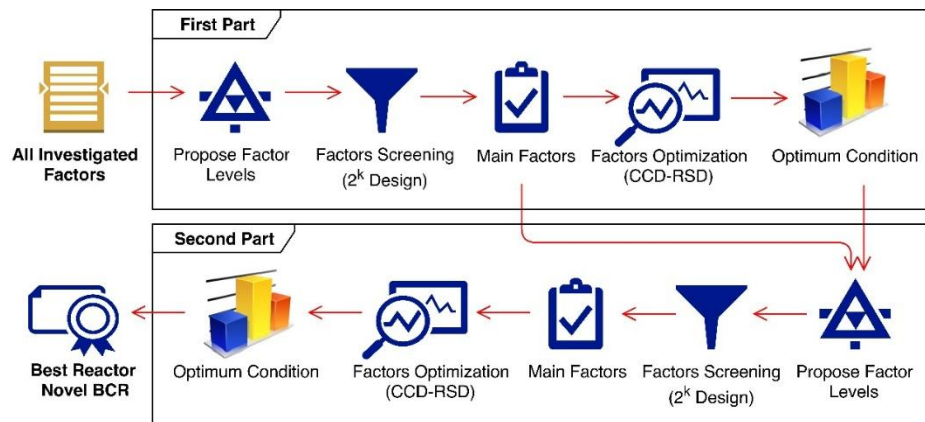 First Part
All Investigated
Factors
Propose Factor
Levels
Factors Screening
(2^k Design)
Main Factors
Factors Optimization
(CCD-RSD)
Optimum Condition
Second Part
Best Reactor
Novel BCR
Optimum Condition
Factors Optimization
(CCD-RSD)
Main Factors
Factors Screening
(2^k Design)
Propose Factor
Levels